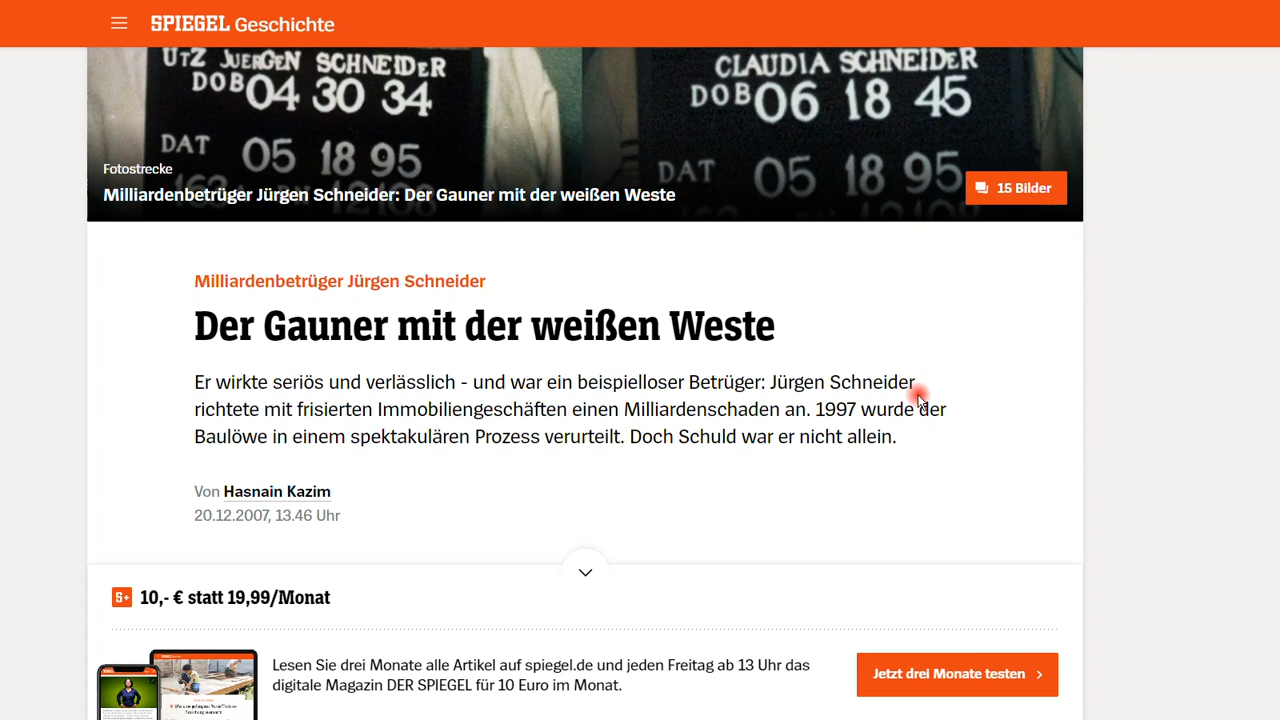 SPIEGEL Geschichte
UTZ JUERGEN SCHNEIDER
DOB 04 30 34
DAT 05 18 95
CLAUDIA SCHNEIDER
DOB 06 18 45
DAT 05 18 95
Fotostrecke
Milliardenbetrüger Jürgen Schneider: Der Gauner mit der weißen Weste
15 Bilder
Milliardenbetrüger Jürgen Schneider
Der Gauner mit der weißen Weste
Er wirkte seriös und verlässlich - und war ein beispielloser Betrüger: Jürgen Schneider
richtete mit frisierten Immobiliengeschäften einen Milliardenschaden an. 1997 wurde der
Baulöwe in einem spektakulären Prozess verurteilt. Doch Schuld war er nicht allein.
Von Hasnain Kazim
20.12.2007, 13.46 Uhr
S+ 10,- € statt 19,99/Monat
Lesen Sie drei Monate alle Artikel auf spiegel.de und jeden Freitag ab 13 Uhr das
digitale Magazin DER SPIEGEL für 10 Euro im Monat.
Jetzt drei Monate testen